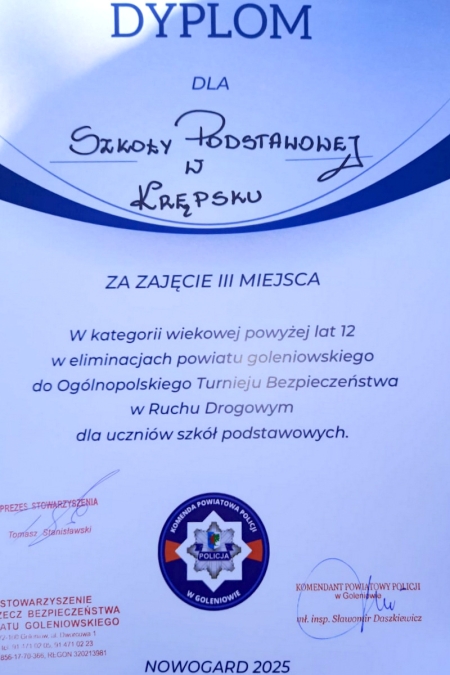 DYPLOM
DLA
SZKOŁY PODSTAWOWEJ
W
KRĘPSKU
ZA ZAJĘCIE III MIEJSCA
W kategorii wiekowej powyżej lat 12
w eliminacjach powiatu goleniowskiego
do Ogólnopolskiego Turnieju Bezpieczeństwa
w Ruchu Drogowym
dla uczniów szkół podstawowych.
PREZES STOWARZYSZENIA
Tomasz Stanisławski
KOMENDA POWIATOWA POLICJI
POLICJA
W GOLENIOWIE
KOMENDANT POWIATOWY POLICJI
w Goleniowie
mł. insp. Sławomir Daszkiewicz
STOWARZYSZENIE
RZECZ BEZPIECZEŃSTWA
IATU GOLENIOWSKIEGO
NOWOGARD 2025